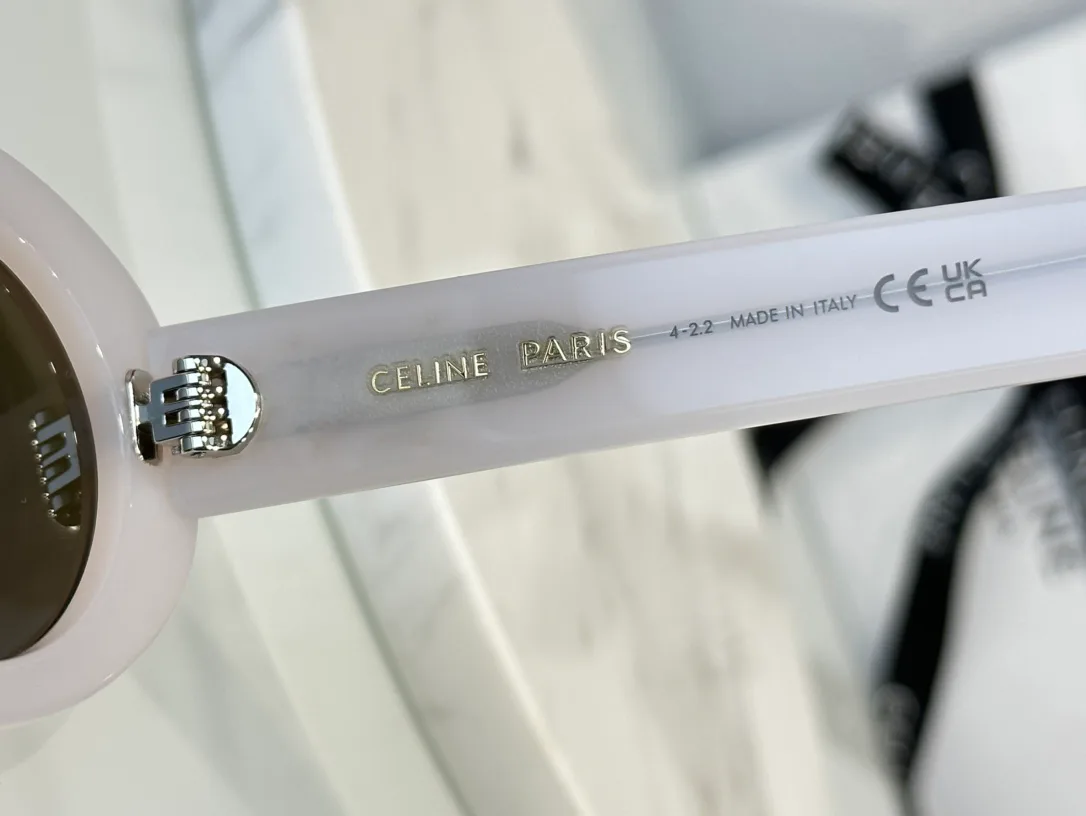 CELINE PARIS 4-2.2 MADE IN ITALY CE UK
CA